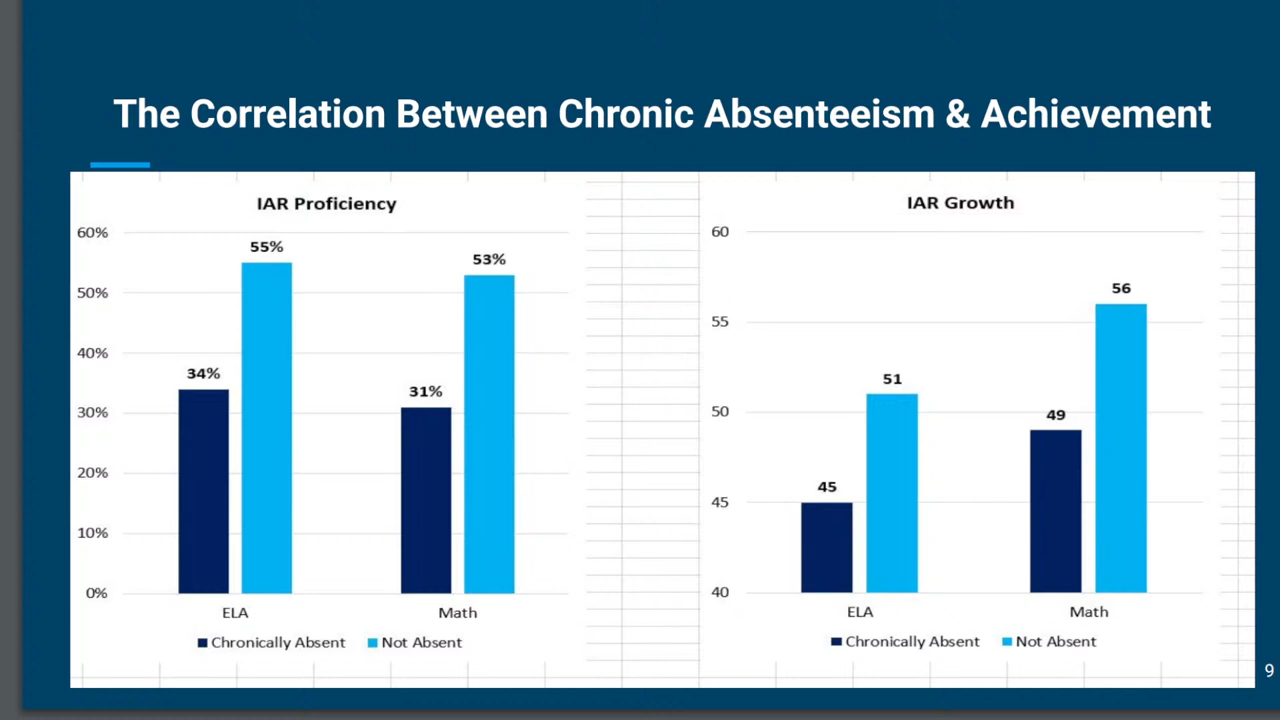 The Correlation Between Chronic Absenteeism & Achievement
IAR Proficiency
60%
50%
40%
30%
20%
10%
0%
34%
55%
31%
53%
ELA
Math
Chronically Absent
Not Absent
IAR Growth
60
55
50
45
40
45
51
49
56
ELA
Math
Chronically Absent
Not Absent
9